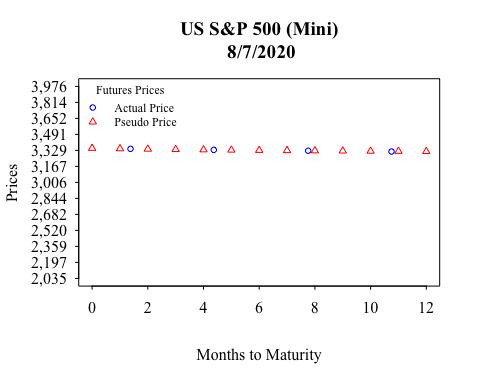 US S&P 500 (Mini)
8/7/2020
Futures Prices
Actual Price
Pseudo Price
Prices
3,976
3,814
3,652
3,491
3,329
3,167
3,006
2,844
2,682
2,520
2,359
2,197
2,035
0 2 4 6 8 10 12
Months to Maturity